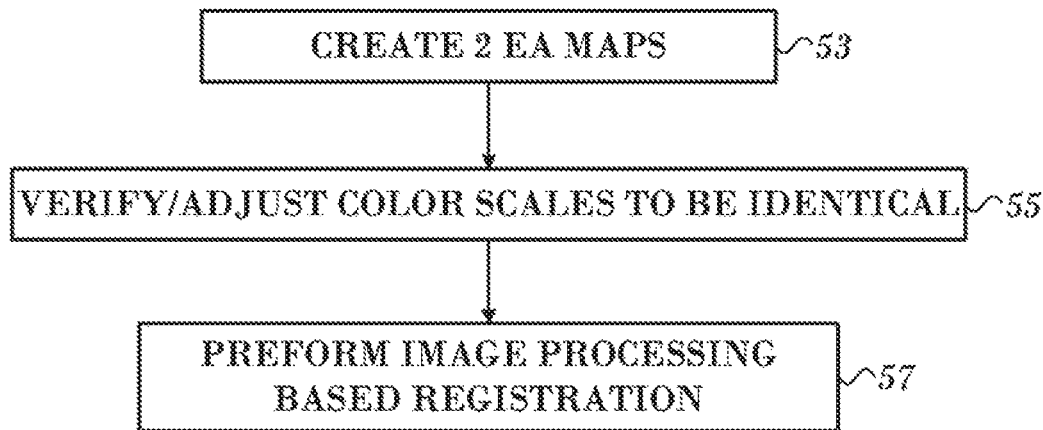 CREATE 2 EA MAPS
53
VERIFY/ADJUST COLOR SCALES TO BE IDENTICAL
55
PREFORM IMAGE PROCESSING
BASED REGISTRATION
57